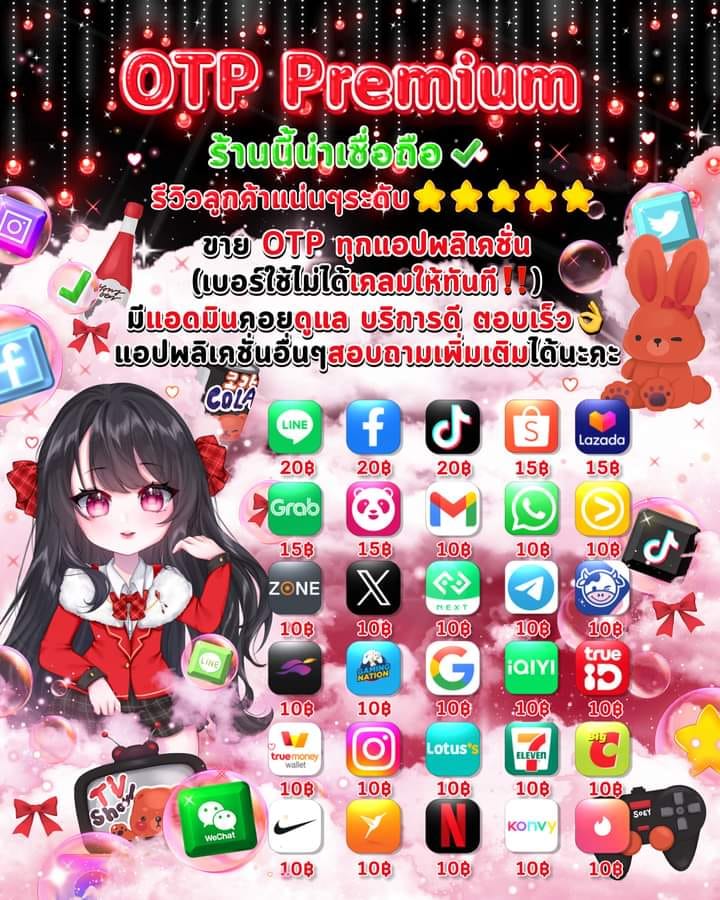 OTP Premium
ร้านนี้น่าเชื่อถือ
รีวิวลูกค้าแน่นๆระดับ
ขาย OTP ทุกแอปพลิเคชั่น
(เบอร์ใช้ไม่ได้เคลมให้ทันที‼️)
มีแอดมินคอยดูแล บริการดี ตอบเร็ว👌
แอปพลิเคชั่นอื่นๆสอบถามเพิ่มเติมได้นะคะ
COLA
LINE
Lazada
20฿ 20฿ 20฿ 15฿ 15฿
Grab
15฿ 15฿ 10฿ 10฿ 10฿
ZONE X NEXT
10฿ 10฿ 10฿ 10฿ 10฿
LINE
GAMING NATION
iQIYI
true iD
10฿ 10฿ 10฿ 10฿ 10฿
truemoney wallet
Lotus's
7 ELEVEN
Big C
10฿ 10฿ 10฿ 10฿ 10฿
TV Show
WeChat
N
KONVY
SOEY
10฿ 10฿ 10฿ 10฿ 10฿